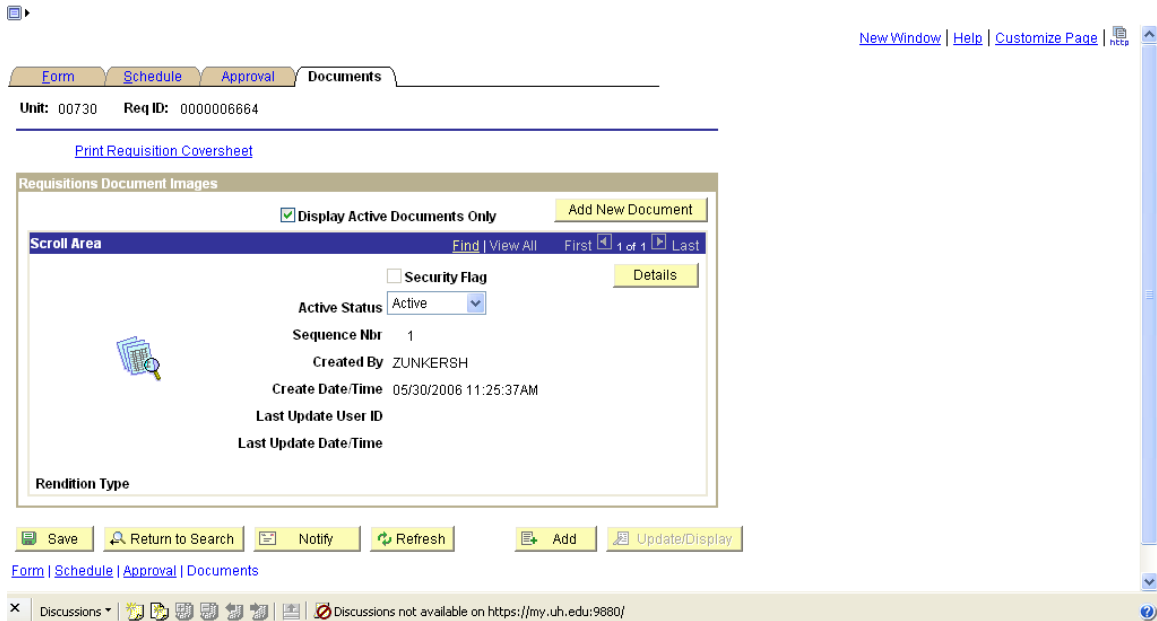 New Window | Help | Customize Page | http
Form Schedule Approval Documents
Unit: 00730 Req ID: 0000006664
Print Requisition Coversheet
Requisitions Document Images
Display Active Documents Only Add New Document
Scroll Area Find | View All First 1 of 1 Last
Security Flag Details
Active Status Active
Sequence Nbr 1
Created By ZUNKERSH
Create Date/Time 05/30/2006 11:25:37AM
Last Update User ID
Last Update Date/Time
Rendition Type
Save Return to Search Notify Refresh Add Update/Display
Form | Schedule | Approval | Documents
× Discussions Discussions not available on https://my.uh.edu:9880/ ?